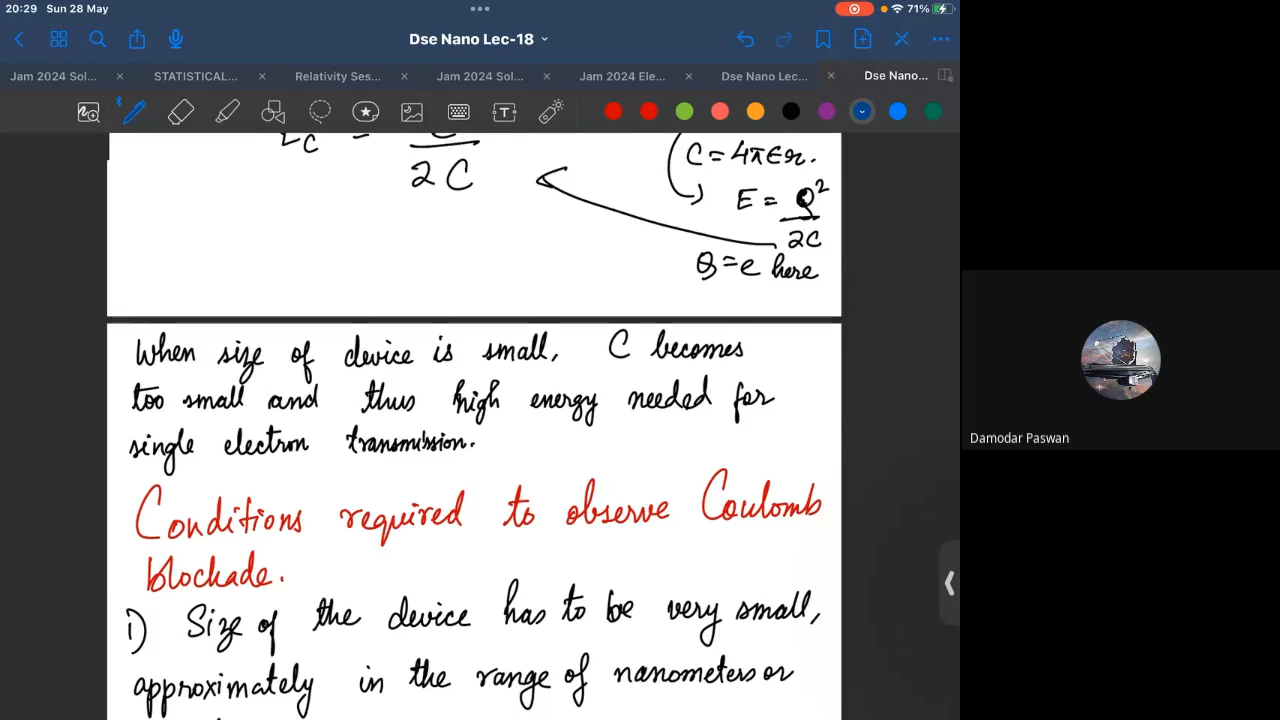 20:29 Sun 28 May
71%
Dse Nano Lec-18
Jam 2024 Sol...
STATISTICAL...
Relativity Ses...
Jam 2024 Sol...
Jam 2024 Ele...
Dse Nano Lec...
Dse Nano...
2C
C = 4πϵr.
E = Q²
2C
Q = e here
When size of device is small, C becomes
too small and thus high energy needed for
single electron transmission.
Conditions required to observe Coulomb
blockade.
i) Size of the device has to be very small,
approximately in the range of nanometers or
Damodar Paswan